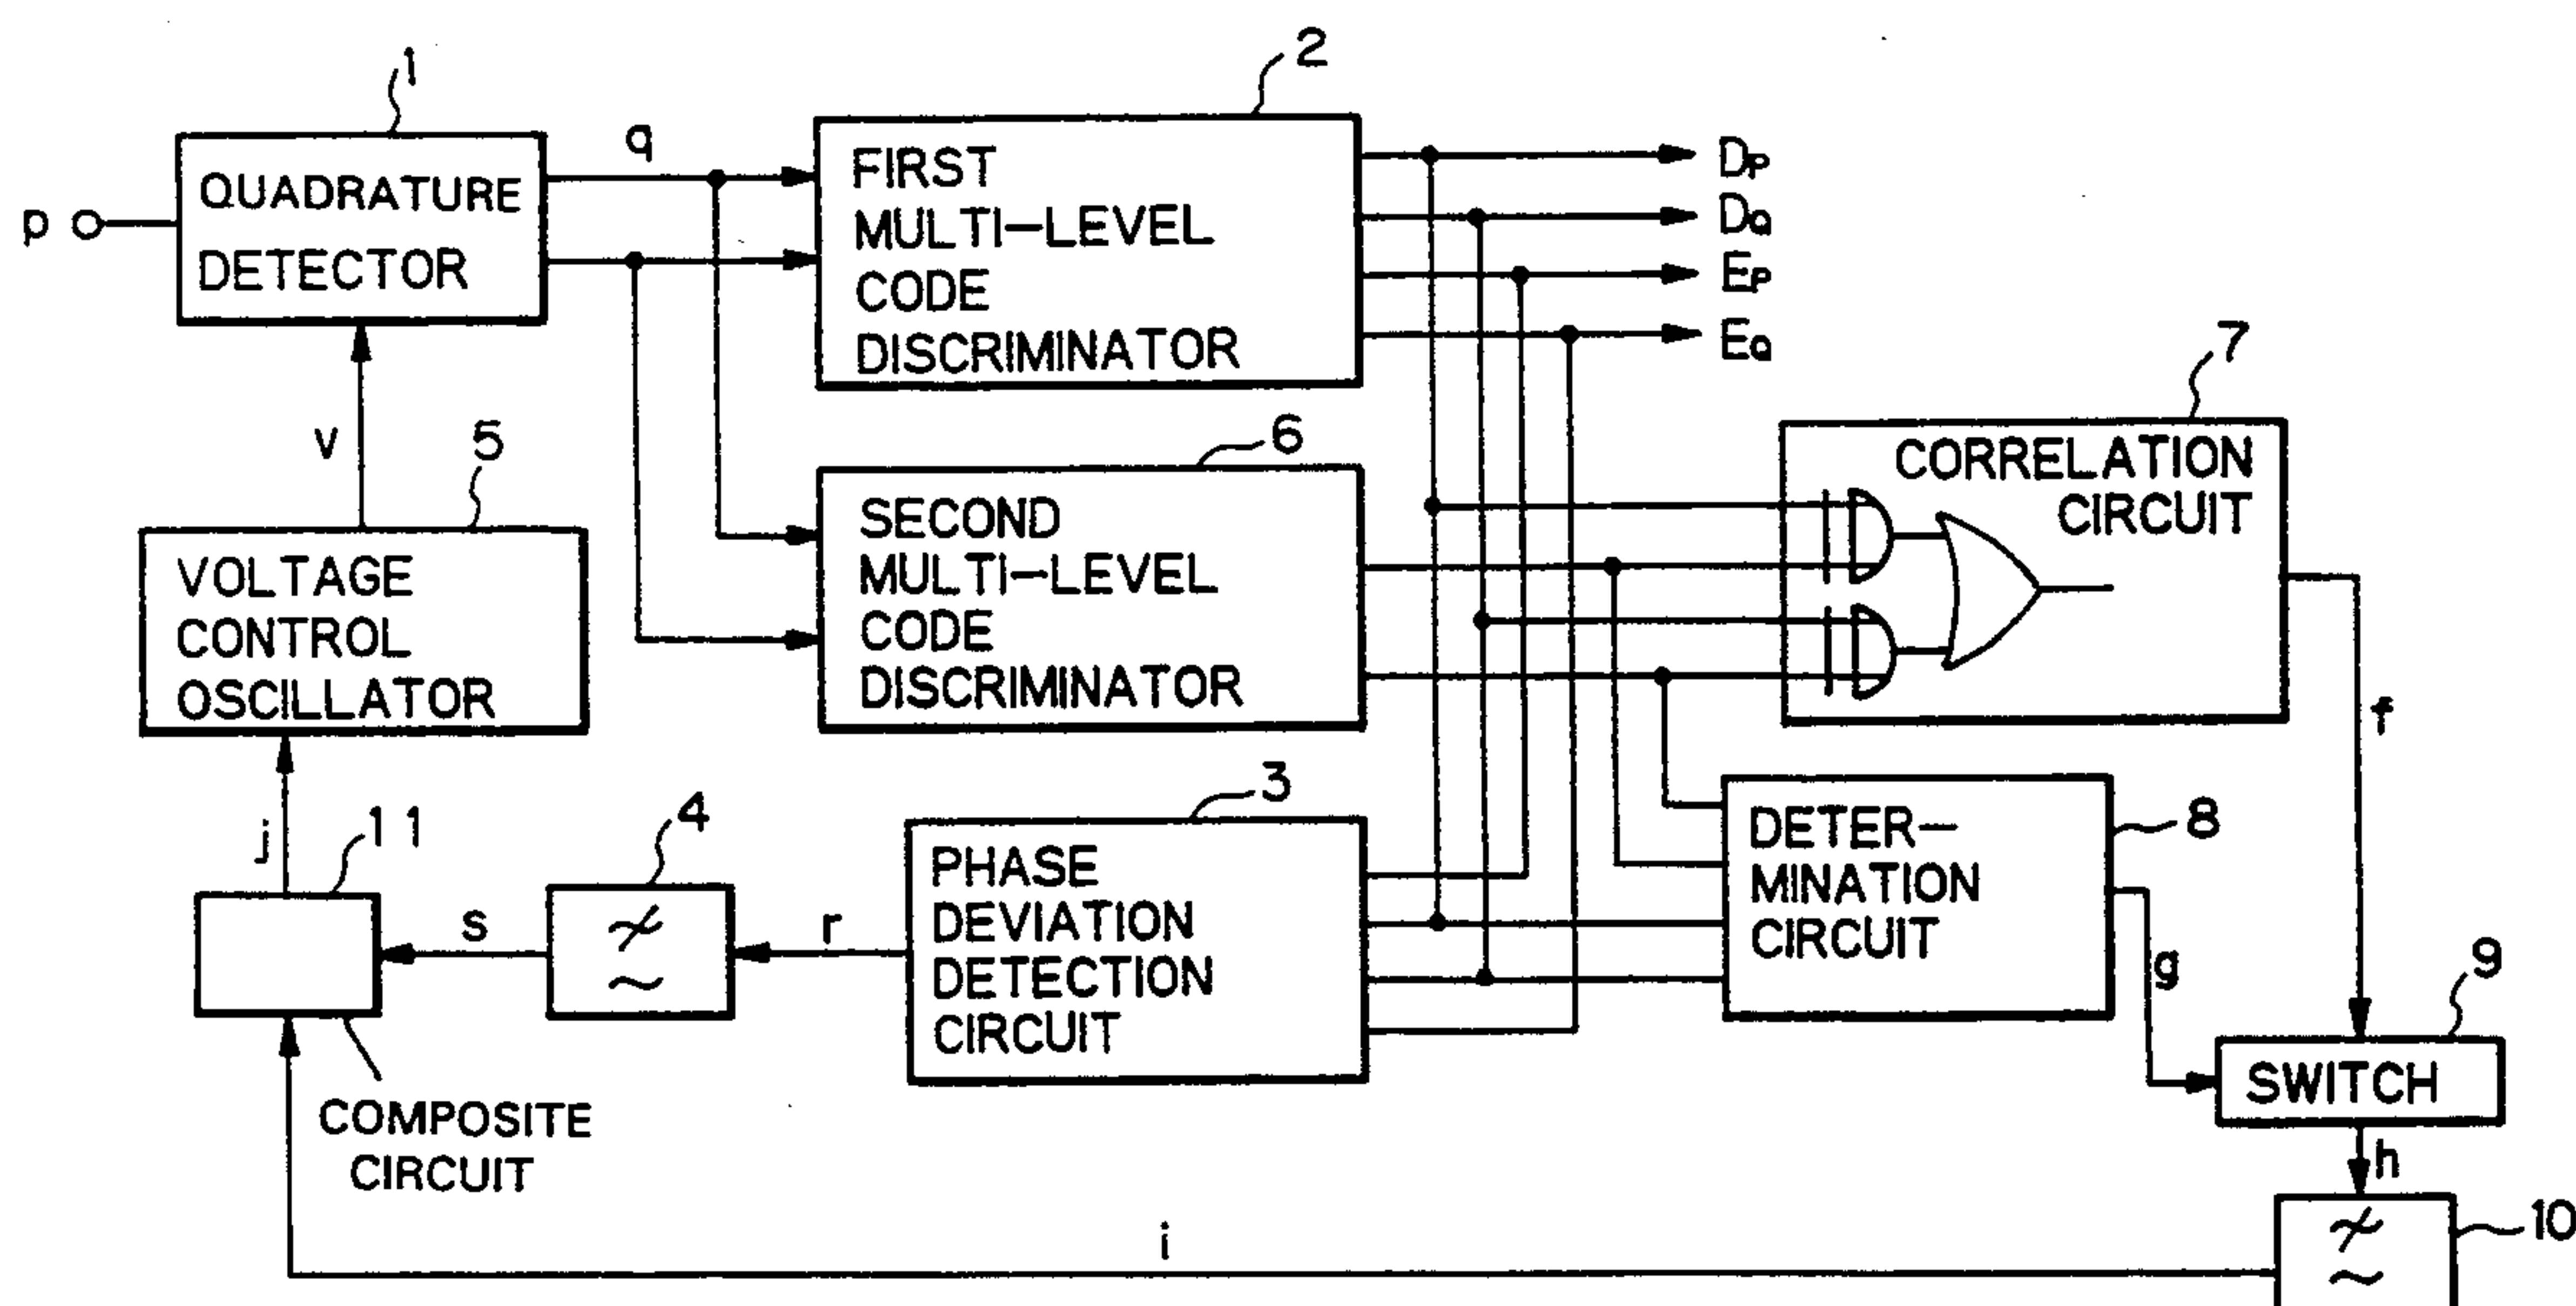 1
QUADRATURE
DETECTOR
p
q
2
FIRST
MULTI-LEVEL
CODE
DISCRIMINATOR
DP
DQ
EP
EQ
v
5
VOLTAGE
CONTROL
OSCILLATOR
6
SECOND
MULTI-LEVEL
CODE
DISCRIMINATOR
7
CORRELATION
CIRCUIT
f
j
11
COMPOSITE
CIRCUIT
s
4
r
3
PHASE
DEVIATION
DETECTION
CIRCUIT
8
DETER-
MINATION
CIRCUIT
g
9
SWITCH
h
10
i